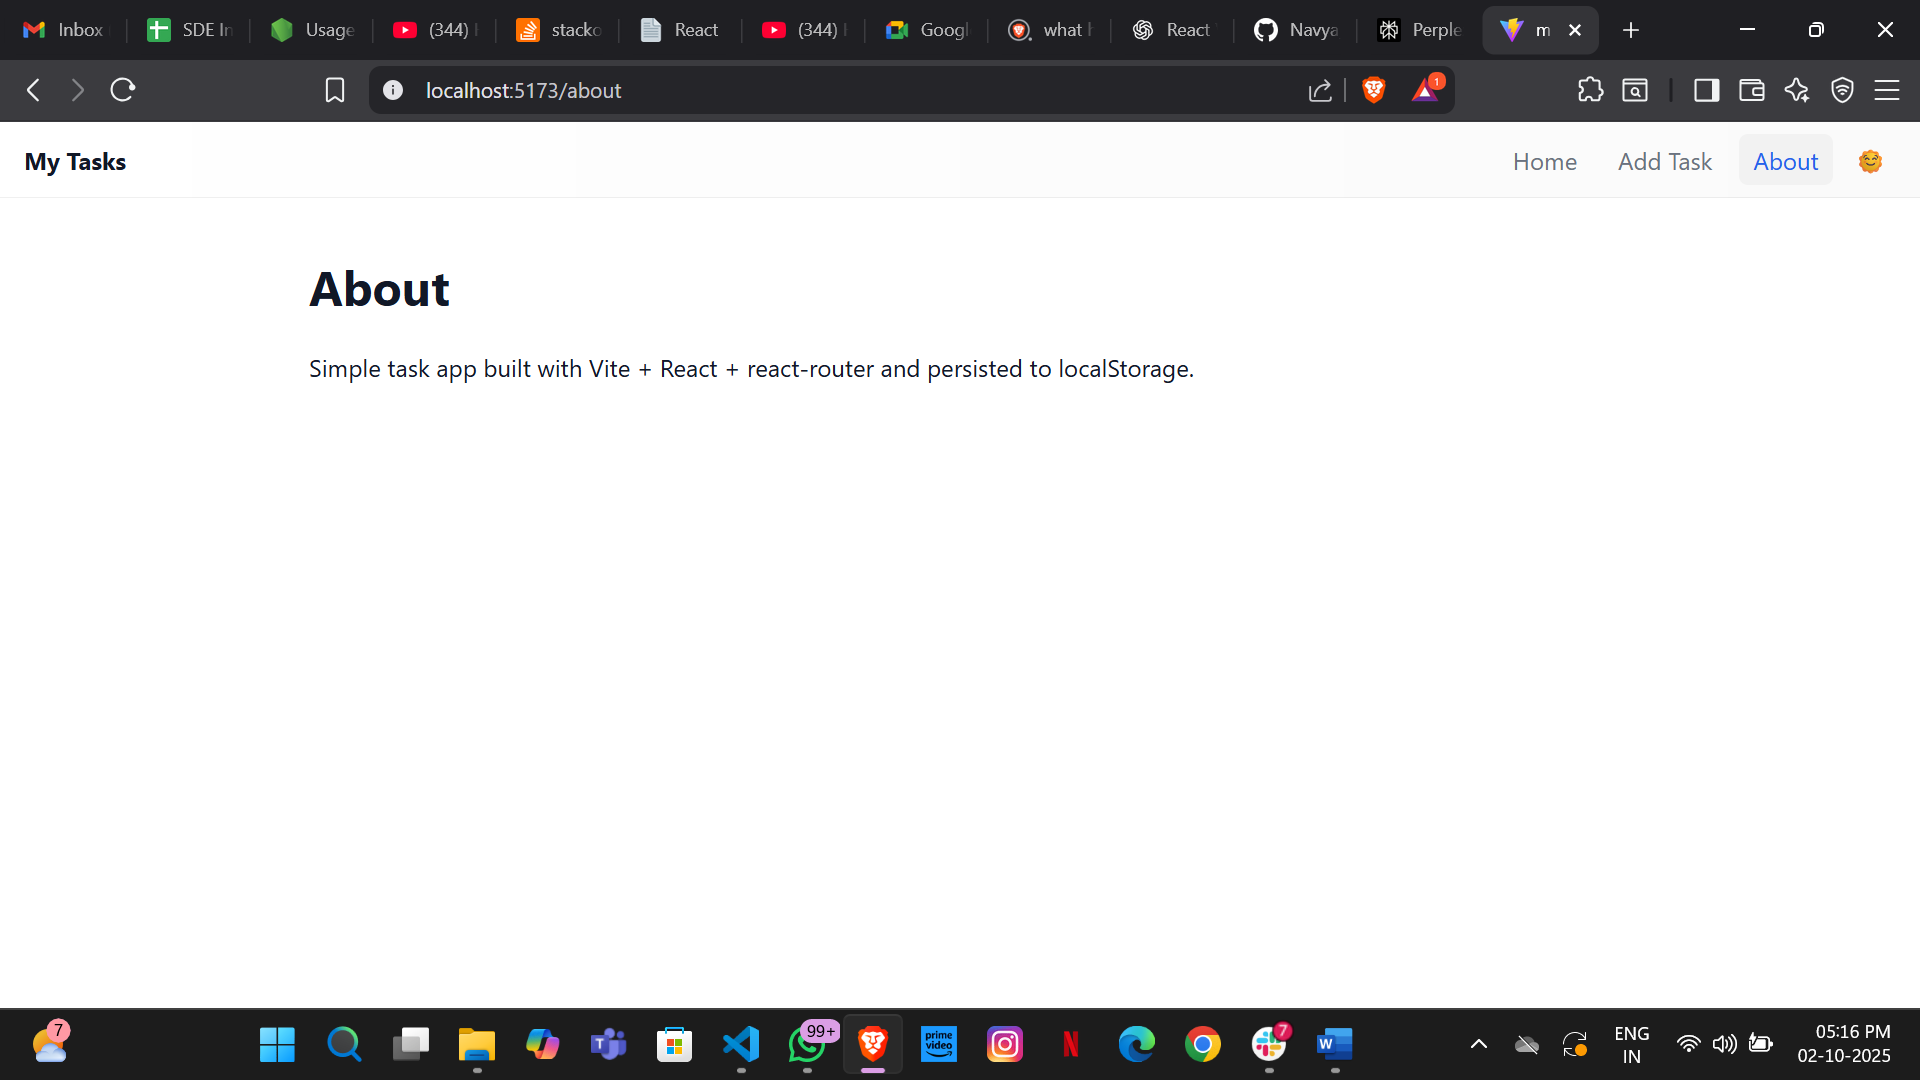 Inbox
SDE In
Usage
(344)
stacko
React
(344)
Googl
what
React
Navya
Perple
m
localhost:5173/about
1
My Tasks
Home
Add Task
About
About
Simple task app built with Vite + React + react-router and persisted to localStorage.
7
T
99+
prime video
N
7
W
ENG
IN
05:16 PM
02-10-2025